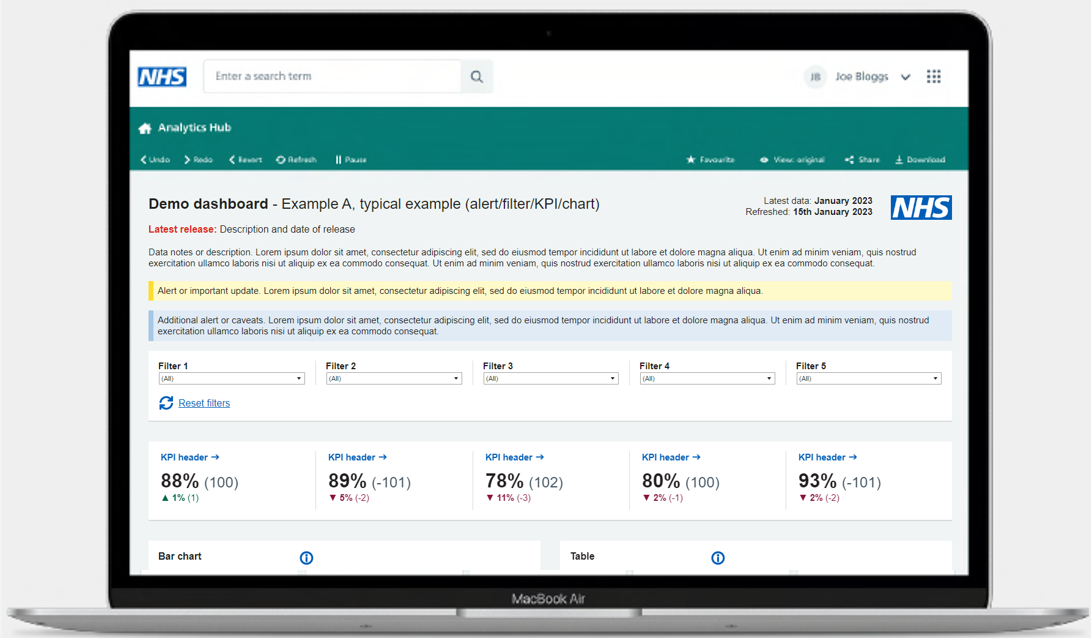 NHS
Enter a search term
JB Joe Bloggs
Analytics Hub
Undo Redo Revert Refresh Pause
Favourite View: original Share Download
Demo dashboard - Example A, typical example (alert/filter/KPI/chart)
Latest data: January 2023
Refreshed: 15th January 2023
NHS
Latest release: Description and date of release
Data notes or description. Lorem ipsum dolor sit amet, consectetur adipiscing elit, sed do eiusmod tempor incididunt ut labore et dolore magna aliqua. Ut enim ad minim veniam, quis nostrud
exercitation ullamco laboris nisi ut aliquip ex ea commodo consequat. Ut enim ad minim veniam, quis nostrud exercitation ullamco laboris nisi ut aliquip ex ea commodo consequat.
Alert or important update. Lorem ipsum dolor sit amet, consectetur adipiscing elit, sed do eiusmod tempor incididunt ut labore et dolore magna aliqua.
Additional alert or caveats. Lorem ipsum dolor sit amet, consectetur adipiscing elit, sed do eiusmod tempor incididunt ut labore et dolore magna aliqua. Ut enim ad minim veniam, quis nostrud
exercitation ullamco laboris nisi ut aliquip ex ea commodo consequat.
Filter 1 Filter 2 Filter 3 Filter 4 Filter 5
(All) (All) (All) (All) (All)
Reset filters
KPI header → KPI header → KPI header → KPI header → KPI header →
88% (100) 89% (-101) 78% (102) 80% (100) 93% (-101)
▲ 1% (1) ▼ 5% (-2) ▼ 11% (-3) ▼ 2% (-1) ▼ 2% (-2)
Bar chart Table
MacBook Air